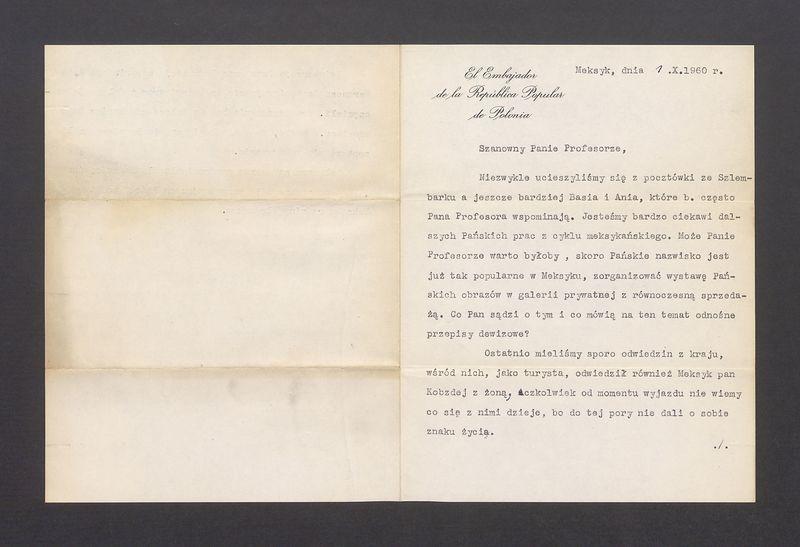 El Embajador
de la República Popular
de Polonia
Meksyk, dnia 1 .X.1960 r.
Szanowny Panie Profesorze,
Niezwykle ucieszyliśmy się z pocztówki ze Szlem-
barku a jeszcze bardziej Basia i Ania, które b. często
Pana Profesora wspominają. Jesteśmy bardzo ciekawi dal-
szych Pańskich prac z cyklu meksykańskiego. Może Panie
Profesorze warto byłoby , skoro Pańskie nazwisko jest
już tak popularne w Meksyku, zorganizować wystawę Pań-
skich obrazów w galerii prywatnej z równoczesną sprzeda-
żą. Co Pan sądzi o tym i co mówią na ten temat odnośne
przepisy dewizowe?
Ostatnio mieliśmy sporo odwiedzin z kraju,
wśród nich, jako turysta, odwiedził również Meksyk pan
Kobzdej z żoną, aczkolwiek od momentu wyjazdu nie wiemy
co się z nimi dzieje, bo do tej pory nie dali o sobie
znaku życia.
./.